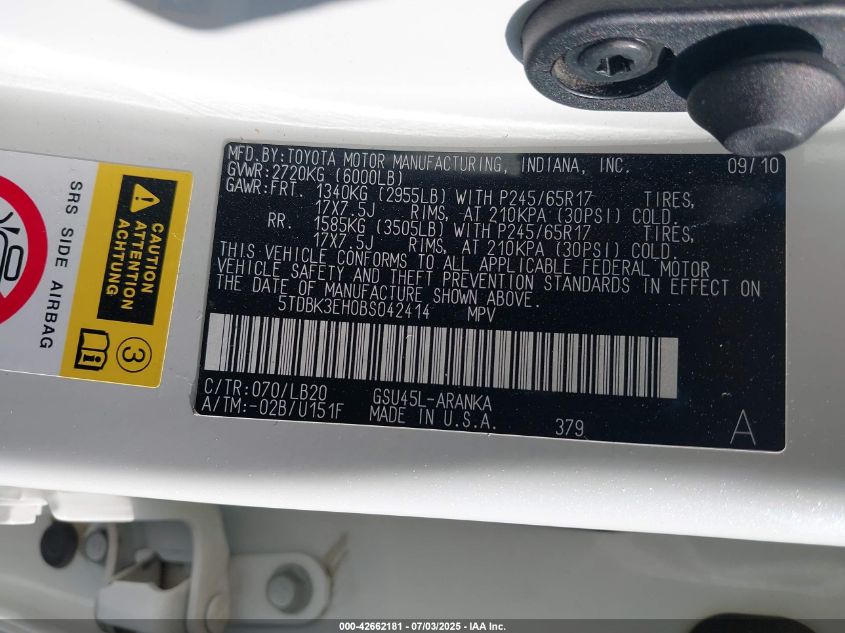 MFD.BY:TOYOTA MOTOR MANUFACTURING, INDIANA, INC. 09/10
GVWR:2720KG (6000LB)
GAWR:FRT. 1340KG (2955LB) WITH P245/65R17 TIRES,
17X7.5J RIMS, AT 210KPA (30PSI) COLD.
RR. 1585KG (3505LB) WITH P245/65R17 TIRES,
17X7.5J RIMS, AT 210KPA (30PSI) COLD.
THIS VEHICLE CONFORMS TO ALL APPLICABLE FEDERAL MOTOR
VEHICLE SAFETY AND THEFT PREVENTION STANDARDS IN EFFECT ON
THE DATE OF MANUFACTURE SHOWN ABOVE.
5TDBK3EH0BS042414 MPV
C/TR:070/LB20 GSU45L-ARANKA
A/TM:-02B/U151F MADE IN U.S.A. 379 A
SRS SIDE AIRBAG
CAUTION
ATTENTION
ACHTUNG
i
3
000-42662181 - 07/03/2025 - IAA Inc.